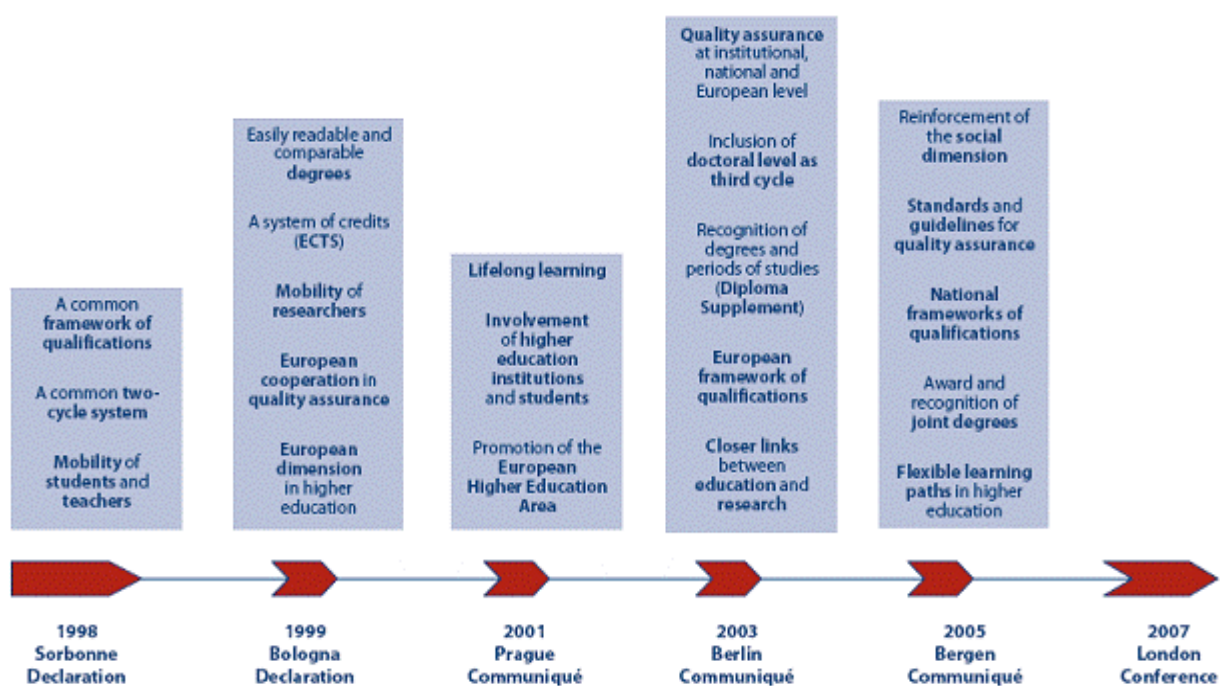 A common
framework of
qualifications
A common two-
cycle system
Mobility of
students and
teachers
Easily readable and
comparable
degrees
A system of credits
(ECTS)
Mobility of
researchers
European
cooperation in
quality assurance
European
dimension
in higher
education
Lifelong learning
Involvement
of higher
education
institutions
and students
Promotion of the
European
Higher Education
Area
Quality assurance
at institutional,
national and
European level
Inclusion of
doctoral level as
third cycle
Recognition of
degrees and
periods of studies
(Diploma
Supplement)
European
framework of
qualifications
Closer links
between
education and
research
Reinforcement of
the social
dimension
Standards and
guidelines for
quality assurance
National
frameworks of
qualifications
Award and
recognition of
joint degrees
Flexible learning
paths in higher
education
1998
Sorbonne
Declaration
1999
Bologna
Declaration
2001
Prague
Communiqué
2003
Berlin
Communiqué
2005
Bergen
Communiqué
2007
London
Conference